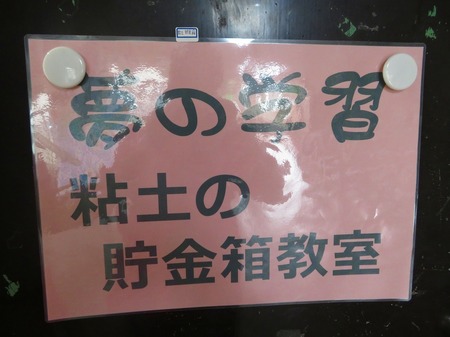 夢の学習
粘土の
貯金箱教室